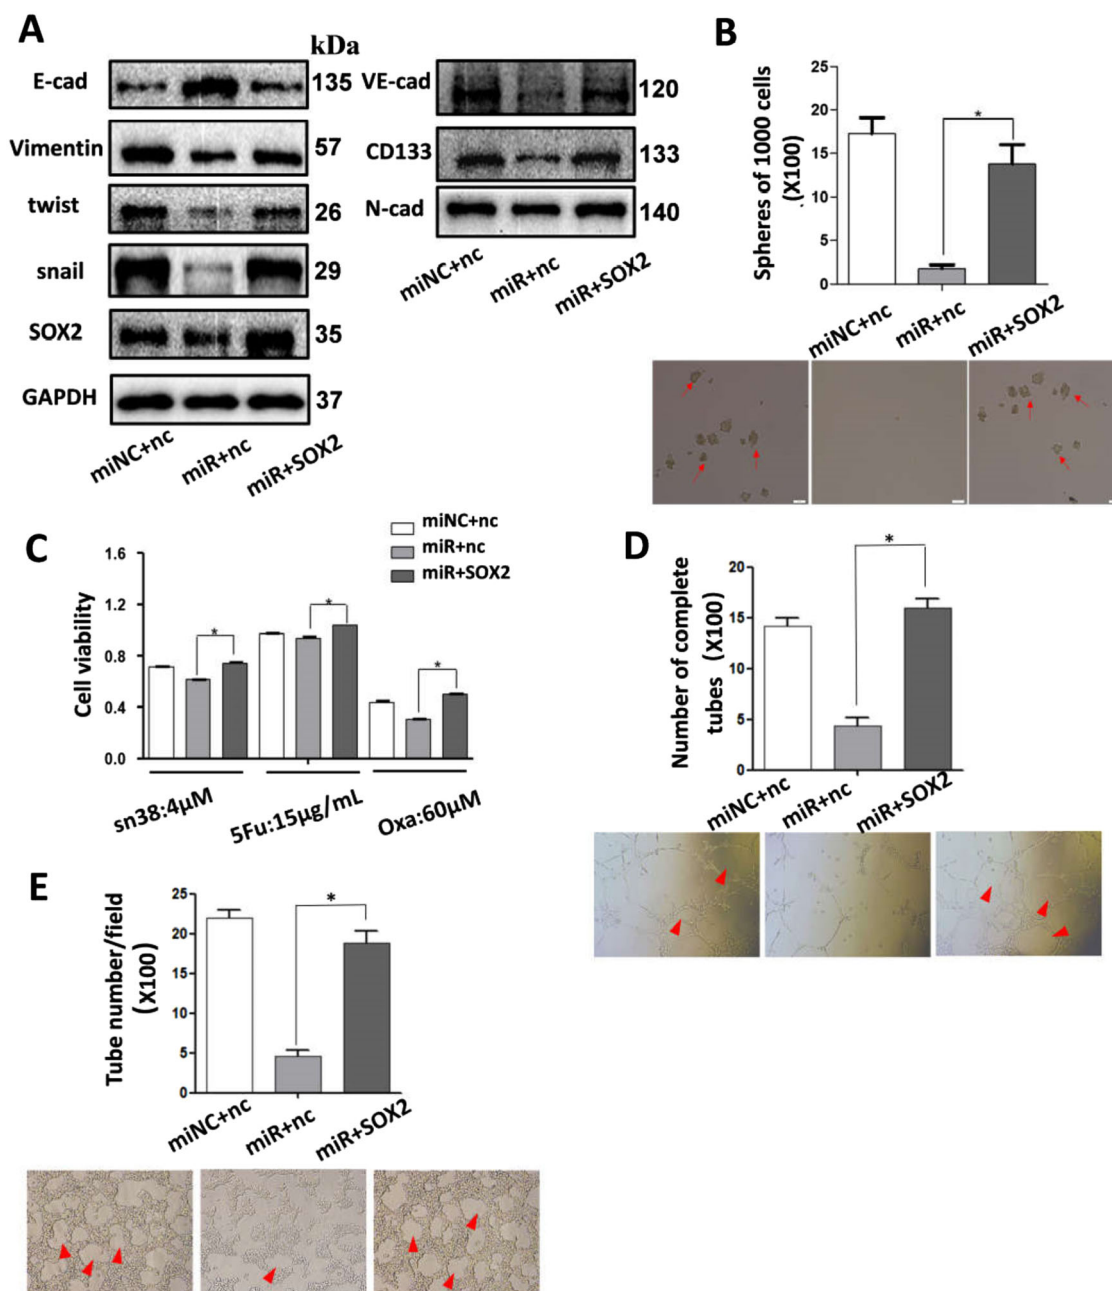 A
kDa
E-cad 135
Vimentin 57
twist 26
snail 29
SOX2 35
GAPDH 37
miNC+nc miR+nc miR+SOX2
VE-cad 120
CD133 133
N-cad 140
miNC+nc miR+nc miR+SOX2
B
Spheres of 1000 cells
(X100)
25
20
15
10
5
0
*
miNC+nc miR+nc miR+SOX2
C
miNC+nc
miR+nc
miR+SOX2
Cell viability
1.6
1.2
0.8
0.4
0.0
* * *
sn38:4μM 5Fu:15μg/mL Oxa:60μM
D
Number of complete
tubes (X100)
20
15
10
5
0
*
miNC+nc miR+nc miR+SOX2
E
Tube number/field
(X100)
25
20
15
10
5
0
*
miNC+nc miR+nc miR+SOX2